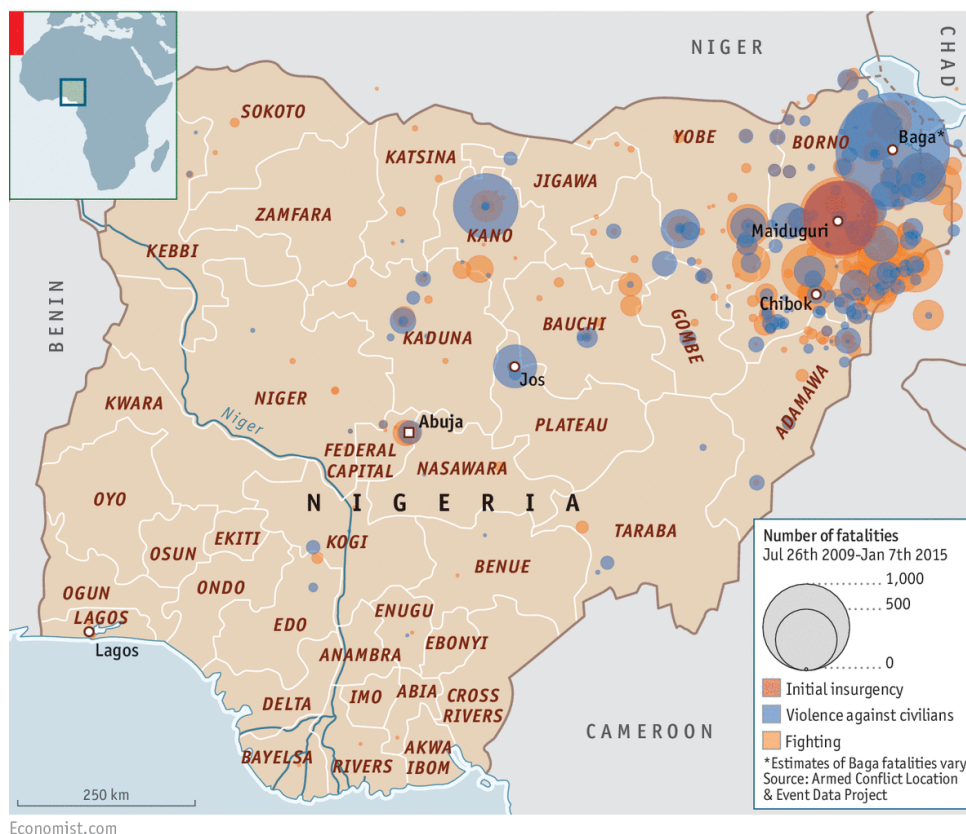 NIGER
CHAD
SOKOTO
YOBE
BORNO
Baga*
KATSINA
JIGAWA
ZAMFARA
Maiduguri
KANO
KEBBI
BENIN
Chibok
BAUCHI
GOMBE
KADUNA
Jos
ADAMAWA
NIGER
KWARA
Niger
Abuja
PLATEAU
FEDERAL
CAPITAL
NASAWARA
OYO
NIGERIA
TARABA
KOGI
EKITI
OSUN
BENUE
ONDO
OGUN
LAGOS
Lagos
EDO
ENUGU
EBONYI
ANAMBRA
DELTA
IMO
ABIA
CROSS
RIVERS
BAYELSA
RIVERS
AKWA
IBOM
CAMEROON
Number of fatalities
Jul 26th 2009-Jan 7th 2015
1,000
500
0
Initial insurgency
Violence against civilians
Fighting
*Estimates of Baga fatalities vary
Source: Armed Conflict Location
& Event Data Project
250 km
Economist.com